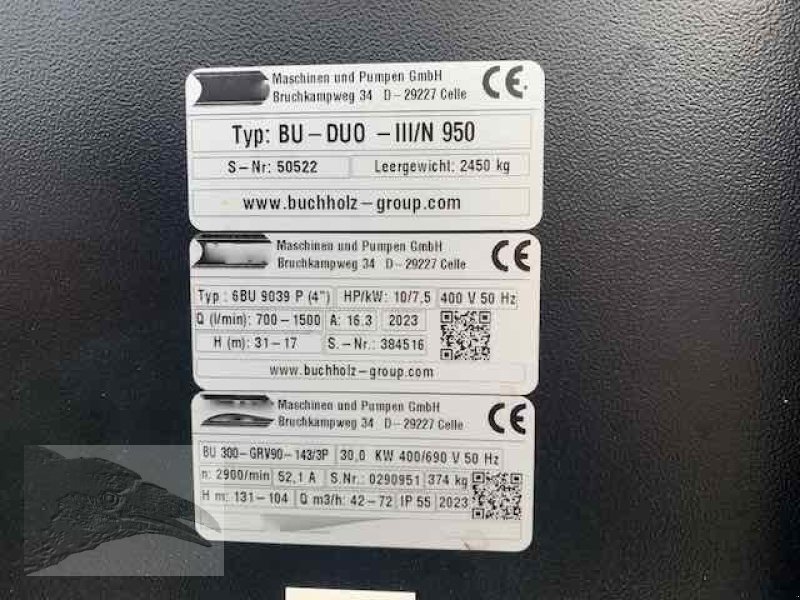 Maschinen und Pumpen GmbH
Bruchkampweg 34 D-29227 Celle
CE
Typ: BU-DUO -III/N 950
S-Nr: 50522 Leergewicht: 2450 kg
www.buchholz-group.com
Maschinen und Pumpen GmbH
Bruchkampweg 34 D-29227 Celle
CE
Typ : 6BU 9039 P (4") HP/kW: 10/7,5 400 V 50 Hz
Q (l/min): 700-1500 A: 16.3 2023
H (m): 31-17 S.-Nr.: 384516
www.buchholz-group.com
Maschinen und Pumpen GmbH
Bruchkampweg 34 D-29227 Celle
CE
BU 300-GRV90-143/3P 30,0 KW 400/690 V 50 Hz
n: 2900/min 52,1 A S.Nr.: 0290951 374 kg
H m: 131-104 Q m3/h: 42-72 IP 55 2023